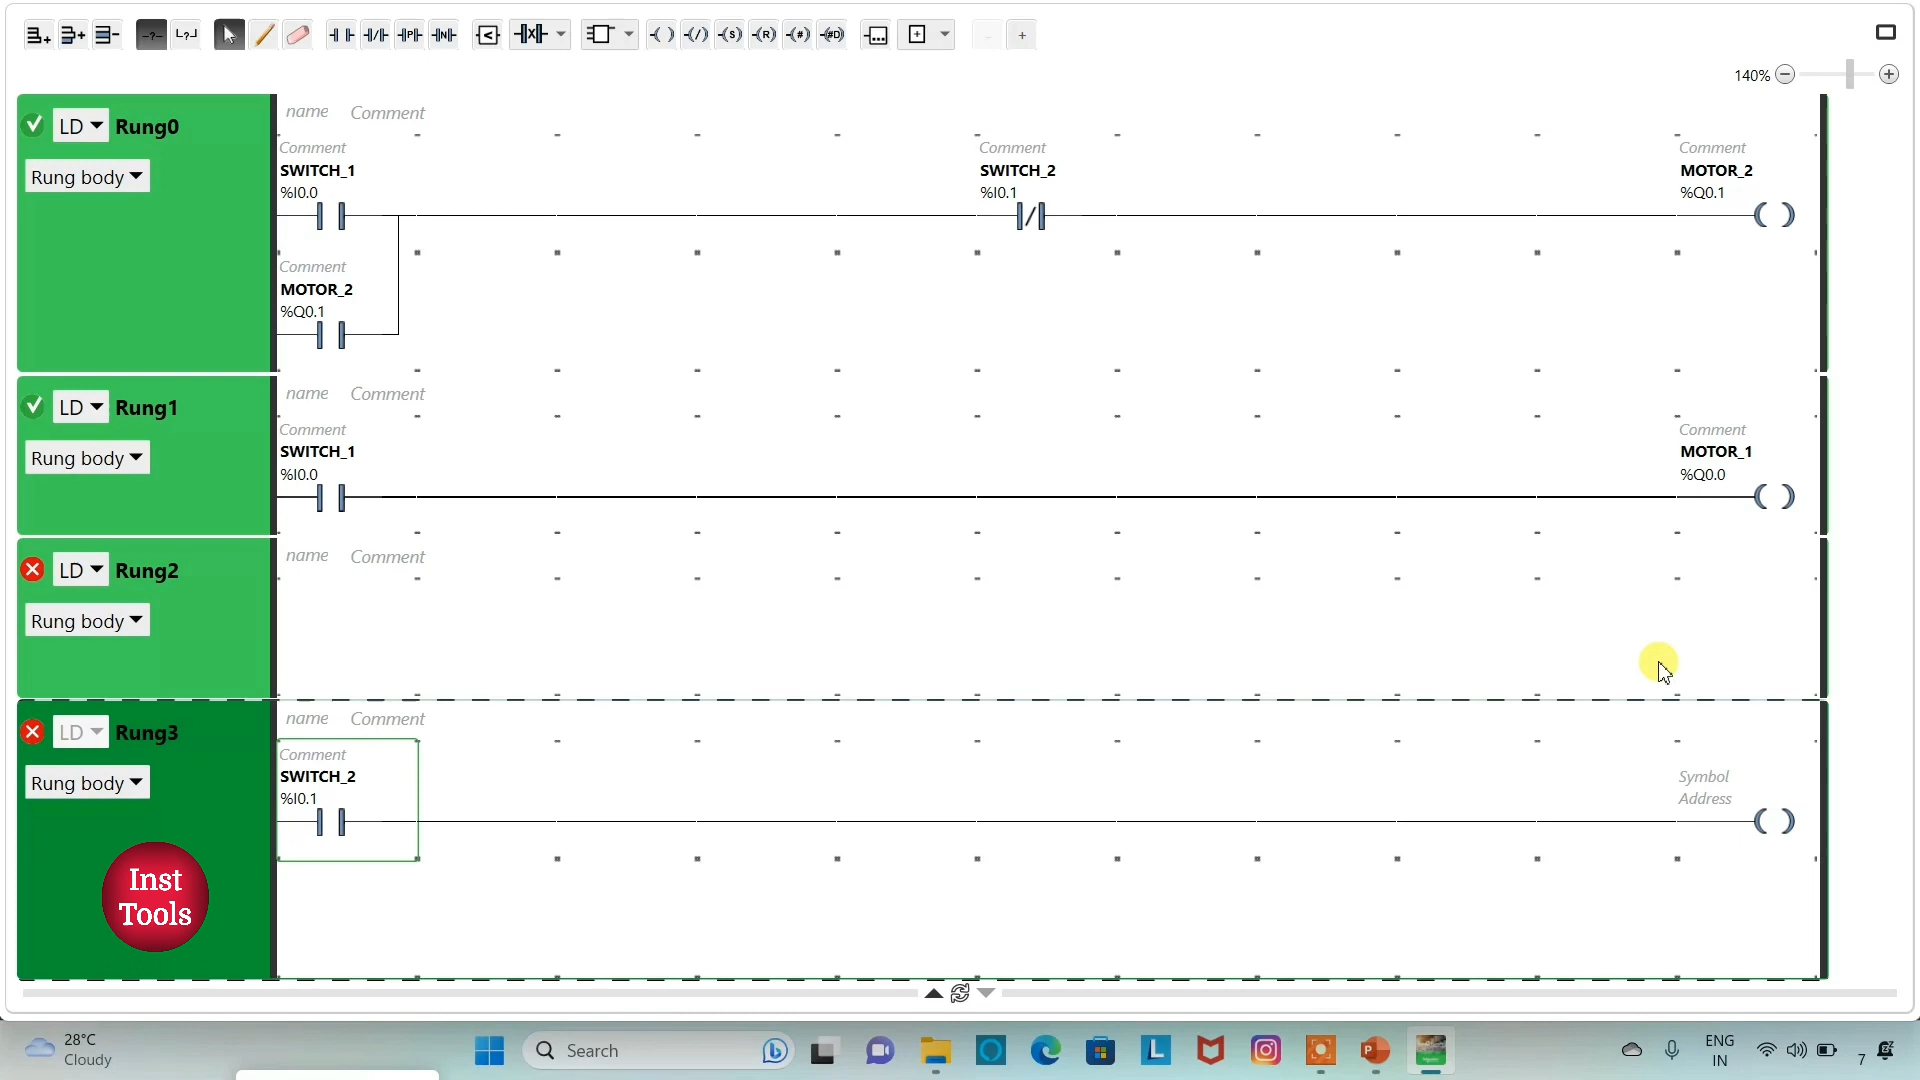 140%
LD Rung0
Rung body
name Comment
Comment
SWITCH_1
%I0.0
Comment
SWITCH_2
%I0.1
Comment
MOTOR_2
%Q0.1
Comment
MOTOR_2
%Q0.1
LD Rung1
Rung body
name Comment
Comment
SWITCH_1
%I0.0
Comment
MOTOR_1
%Q0.0
LD Rung2
Rung body
name Comment
LD Rung3
Rung body
name Comment
Comment
SWITCH_2
%I0.1
Symbol
Address
Inst
Tools
28°C
Cloudy
Search
ENG
IN
7